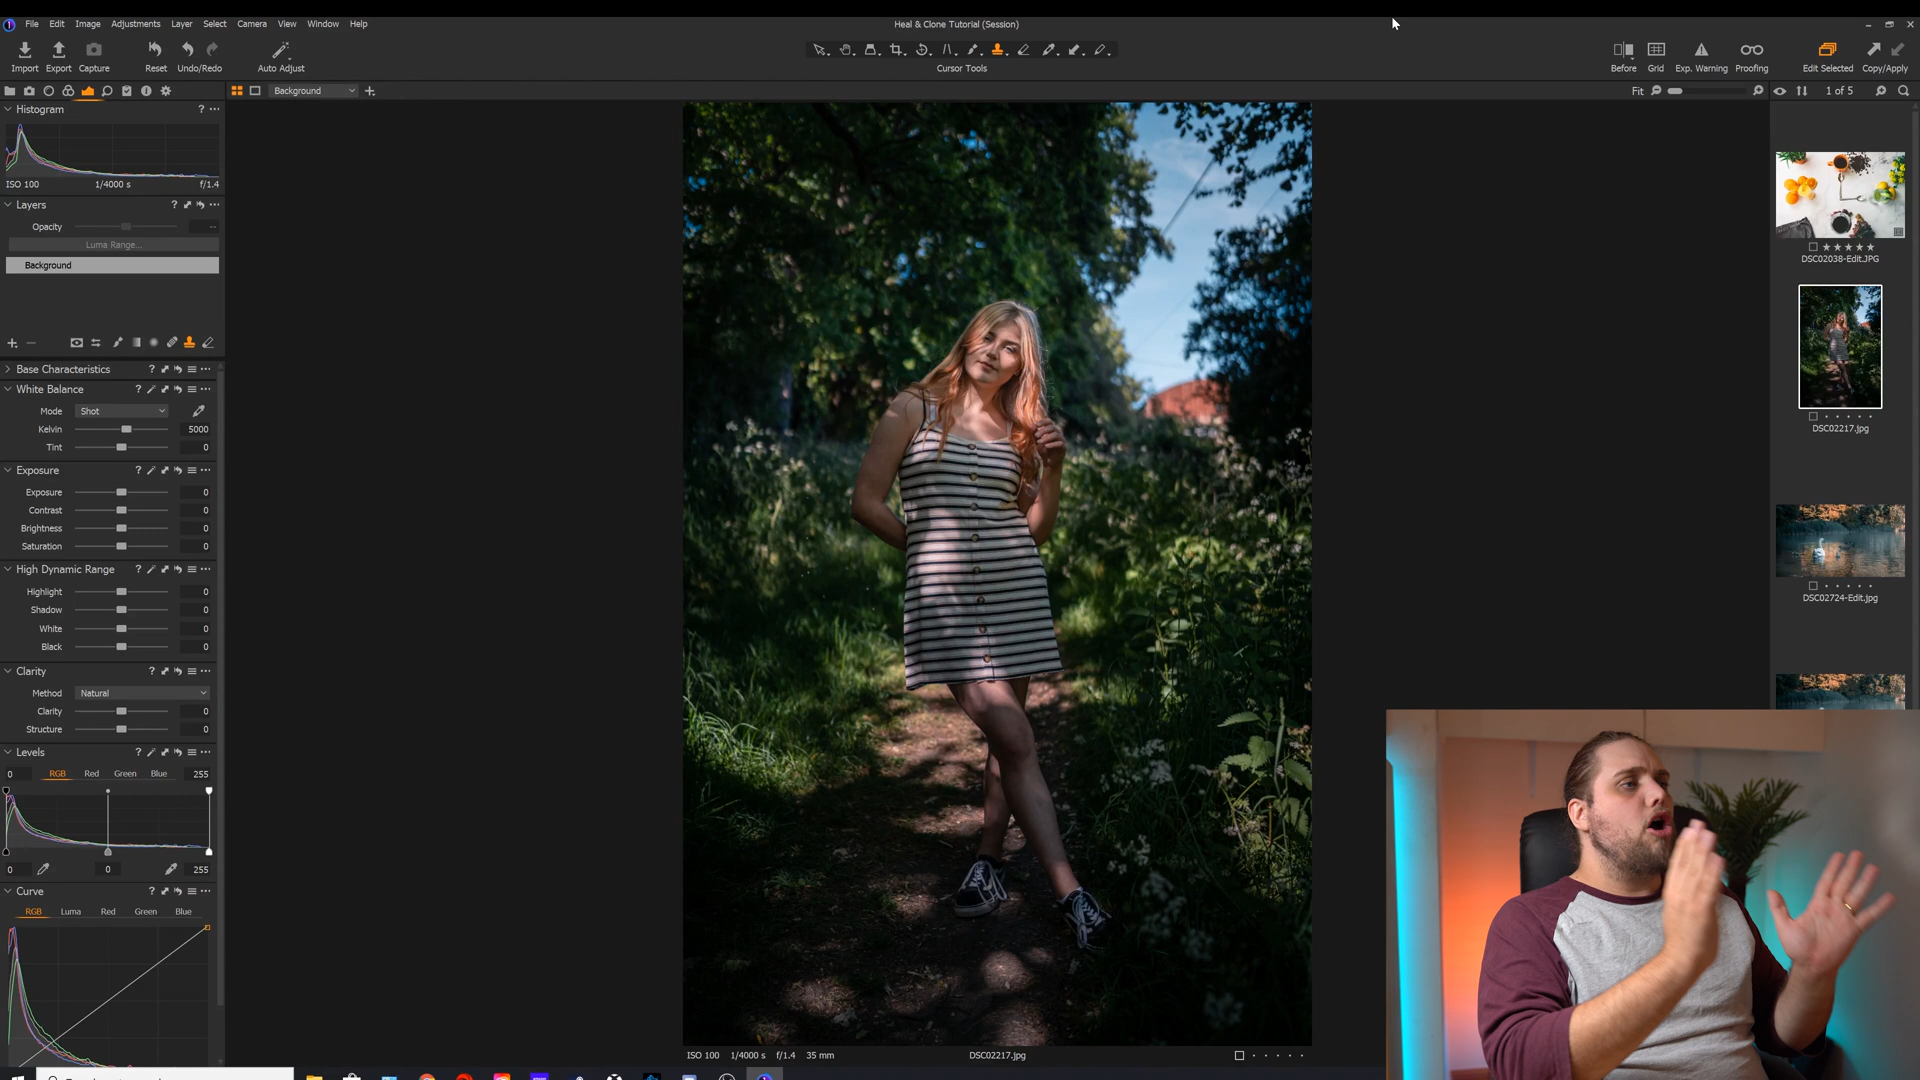 File Edit Image Adjustments Layer Select Camera View Window Help
Heal & Clone Tutorial (Session)
Import Export Capture Reset Undo/Redo Auto Adjust
Cursor Tools
Before Grid Exp. Warning Proofing Edit Selected Copy/Apply
Background
Fit
1 of 5
Histogram ?
ISO 100 1/4000 s f/1.4
Layers ?
Opacity --
Luma Range...
Background
Base Characteristics ?
White Balance ?
Mode Shot
Kelvin 5000
Tint 0
Exposure ?
Exposure 0
Contrast 0
Brightness 0
Saturation 0
High Dynamic Range ?
Highlight 0
Shadow 0
White 0
Black 0
Clarity ?
Method Natural
Clarity 0
Structure 0
Levels ?
0 RGB Red Green Blue 255
0 0 255
Curve ?
RGB Luma Red Green Blue
ISO 100 1/4000 s f/1.4 35 mm
DSC02217.jpg
DSC02038-Edit.JPG
DSC02217.jpg
DSC02724-Edit.jpg